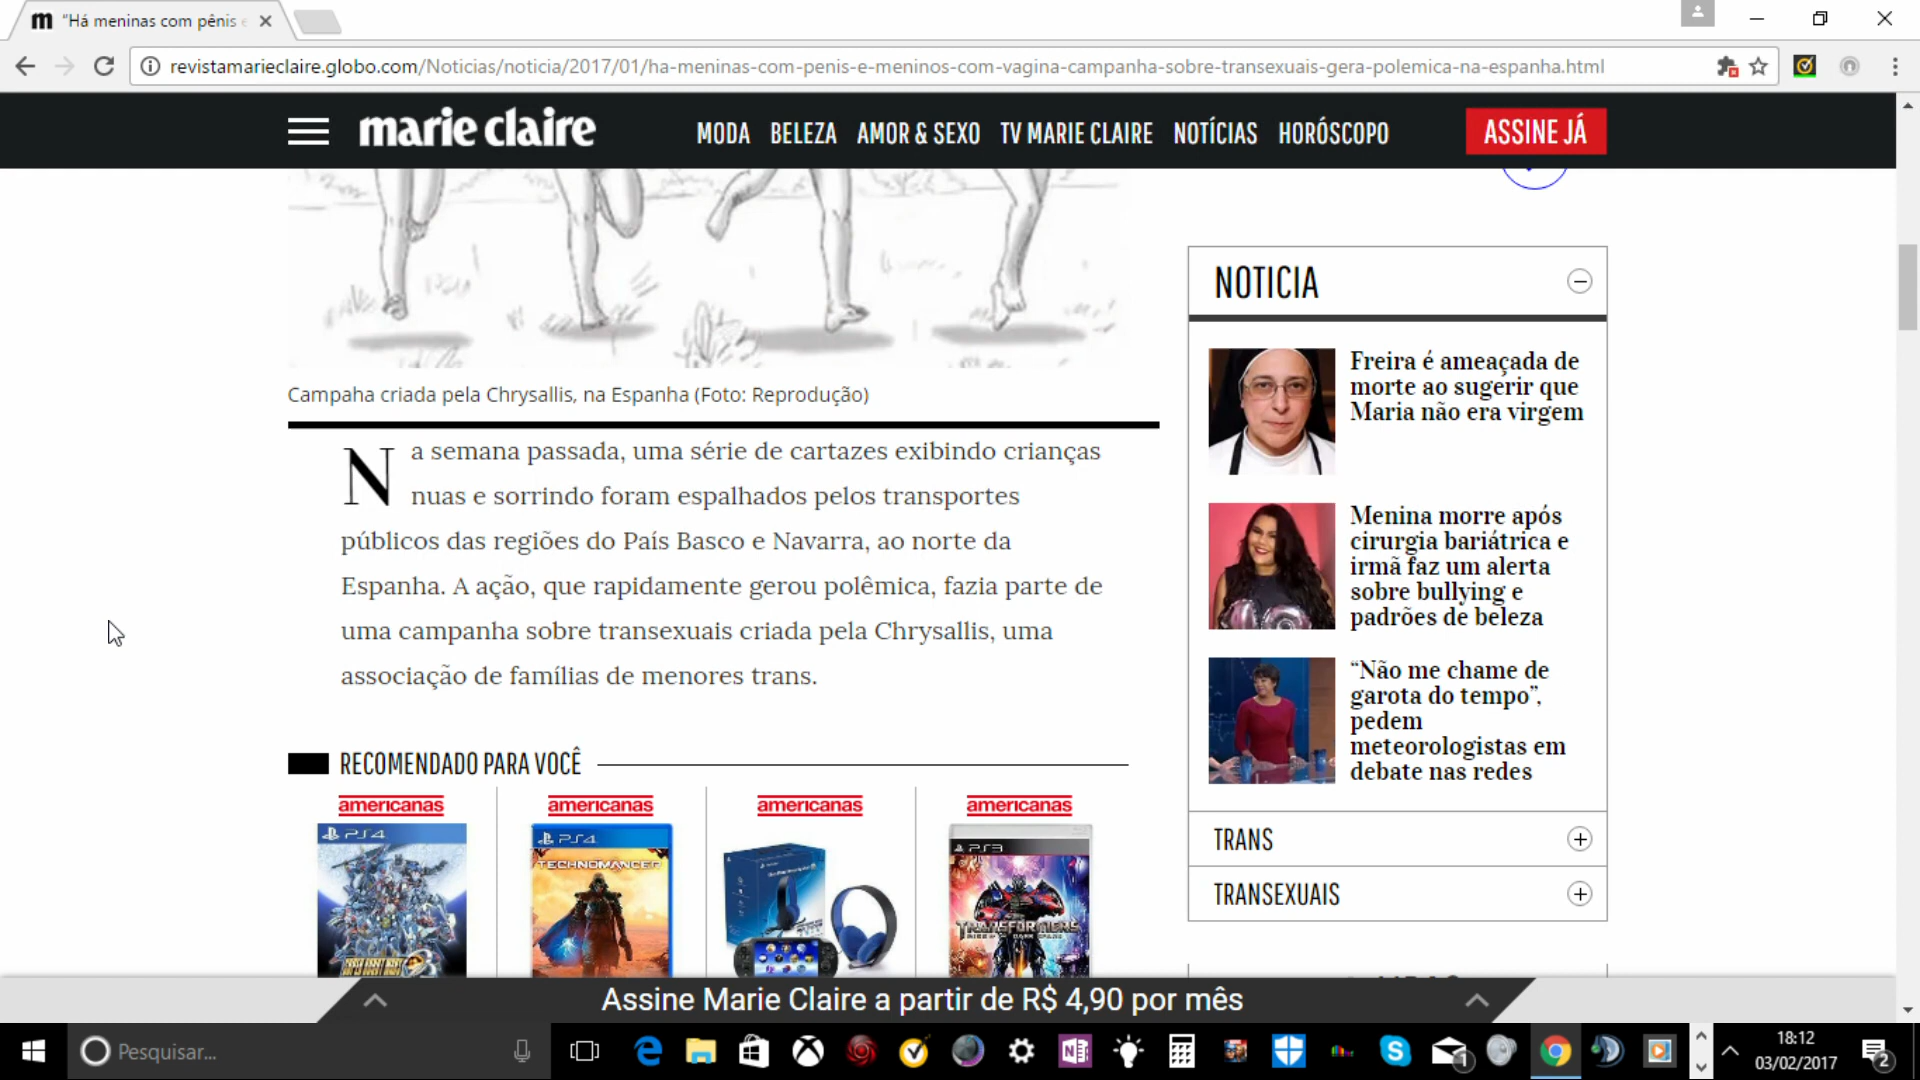 "Há meninas com pênis e
revistamarieclaire.globo.com/Noticias/noticia/2017/01/ha-meninas-com-penis-e-meninos-com-vagina-campanha-sobre-transexuais-gera-polemica-na-espanha.html
marie claire
MODA BELEZA AMOR & SEXO TV MARIE CLAIRE NOTÍCIAS HORÓSCOPO
ASSINE JÁ
Campaha criada pela Chrysallis, na Espanha (Foto: Reprodução)
Na semana passada, uma série de cartazes exibindo crianças
nuas e sorrindo foram espalhados pelos transportes
públicos das regiões do País Basco e Navarra, ao norte da
Espanha. A ação, que rapidamente gerou polêmica, fazia parte de
uma campanha sobre transexuais criada pela Chrysallis, uma
associação de famílias de menores trans.
RECOMENDADO PARA VOCÊ
americanas americanas americanas americanas
PS4
PS4
TECHNOMANCER
PS3
TRANSFORMERS
NOTICIA
Freira é ameaçada de
morte ao sugerir que
Maria não era virgem
Menina morre após
cirurgia bariátrica e
irmã faz um alerta
sobre bullying e
padrões de beleza
“Não me chame de
garota do tempo”,
pedem
meteorologistas em
debate nas redes
TRANS
TRANSEXUAIS
Assine Marie Claire a partir de R$ 4,90 por mês
Pesquisar...
1
18:12
03/02/2017
2